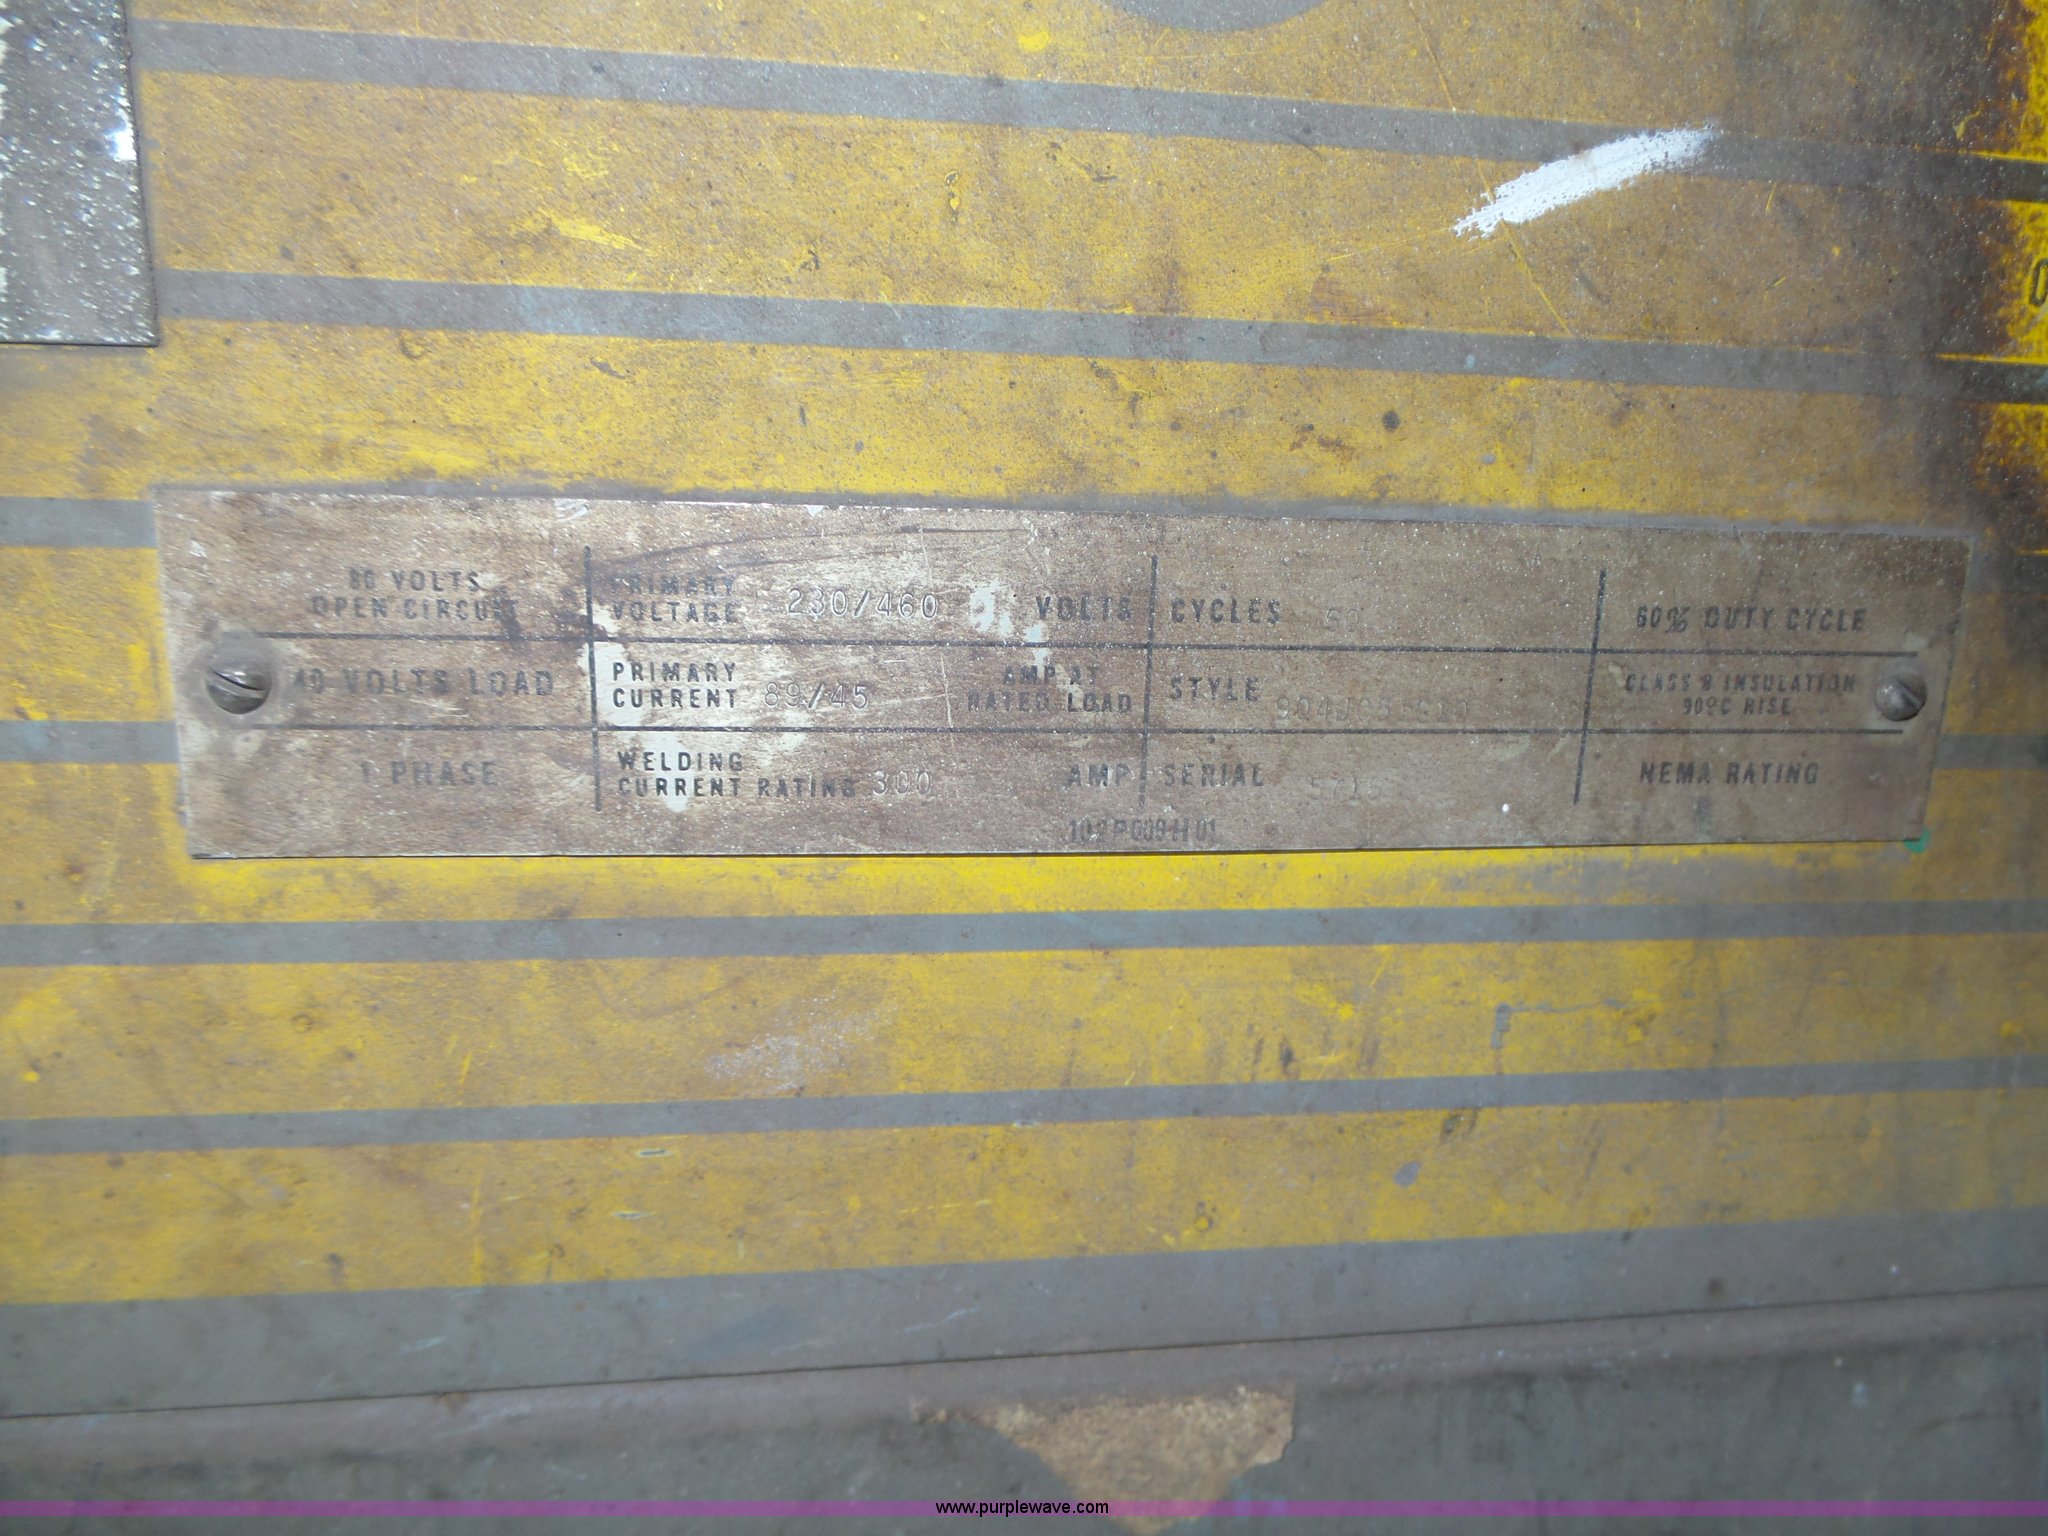 80 VOLTS
OPEN CIRCUIT
PRIMARY
VOLTAGE 230/460 VOLTS
CYCLES
60% DUTY CYCLE
40 VOLTS LOAD
PRIMARY
CURRENT 89/45
AMP AT
RATED LOAD
STYLE
CLASS B INSULATION
90°C RISE
1 PHASE
WELDING
CURRENT RATING 300 AMP
SERIAL 5715
NEMA RATING
www.purplewave.com